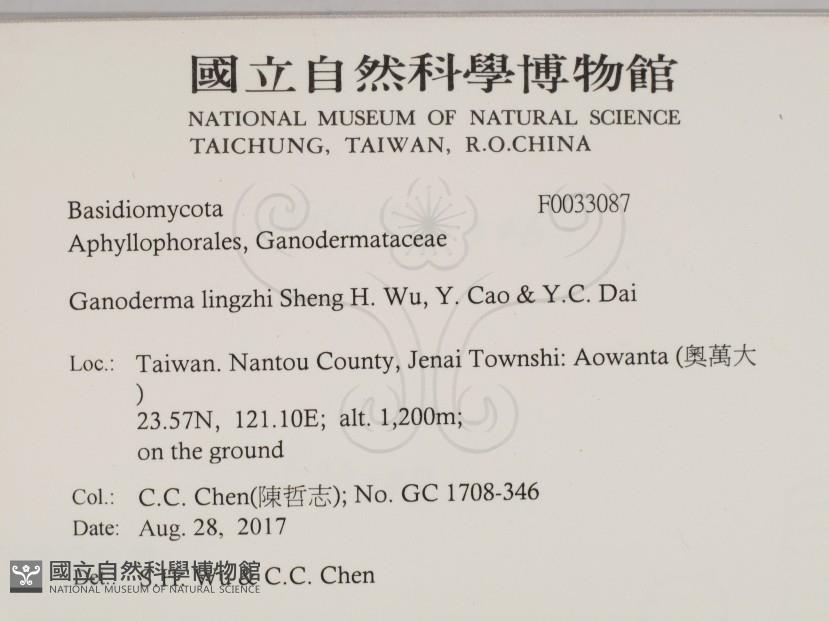 國立自然科學博物館
NATIONAL MUSEUM OF NATURAL SCIENCE
TAICHUNG, TAIWAN, R.O.CHINA
Basidiomycota F0033087
Aphyllophorales, Ganodermataceae
Ganoderma lingzhi Sheng H. Wu, Y. Cao & Y.C. Dai
Loc.: Taiwan. Nantou County, Jenai Townshi: Aowanta (奧萬大
)
23.57N, 121.10E; alt. 1,200m;
on the ground
Col.: C.C. Chen(陳哲志); No. GC 1708-346
Date: Aug. 28, 2017
Det.: S.H. Wu & C.C. Chen
國立自然科學博物館
NATIONAL MUSEUM OF NATURAL SCIENCE